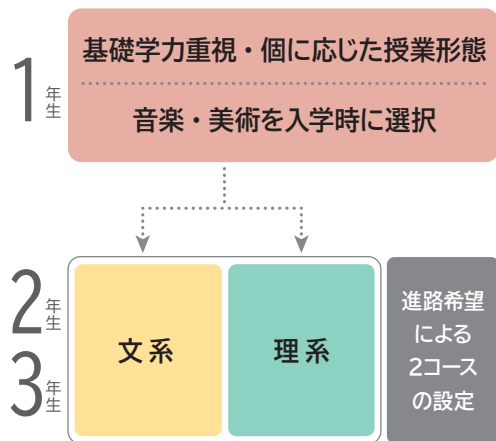 1年生
基礎学力重視・個に応じた授業形態
音楽・美術を入学時に選択
2年生
3年生
文系
理系
進路希望
による
2コース
の設定